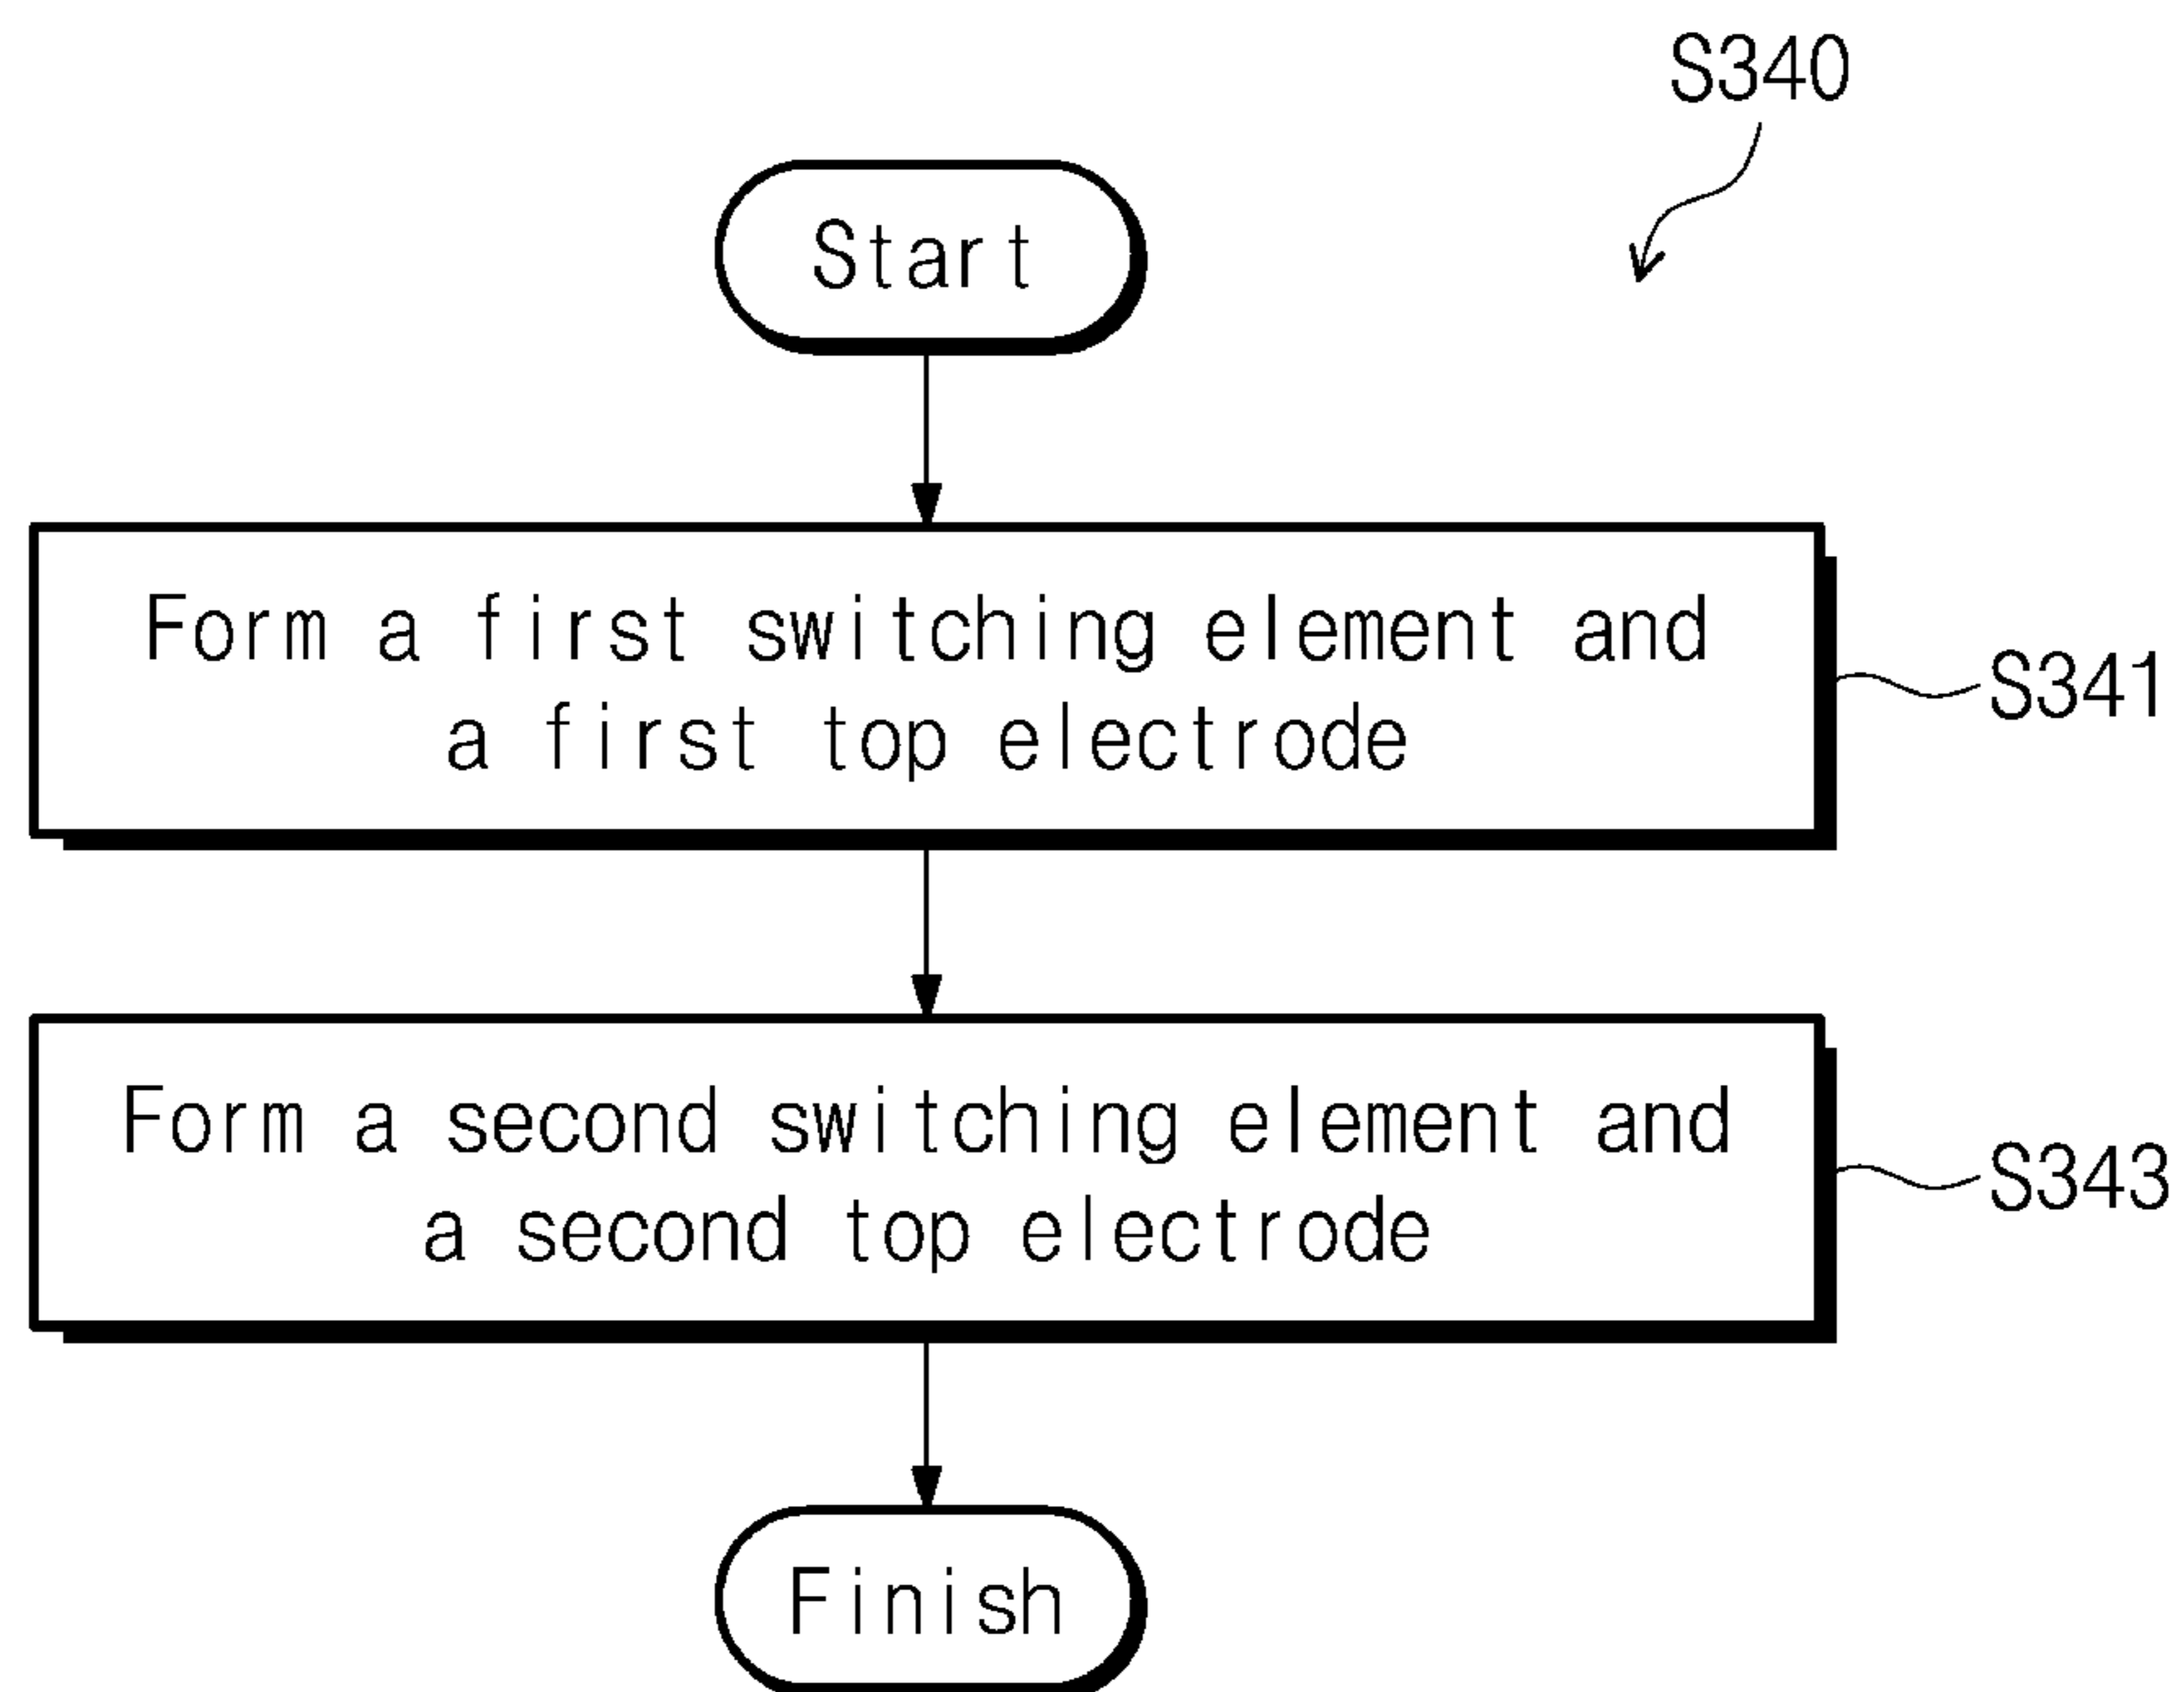 S340
Start
Form a first switching element and
a first top electrode
S341
Form a second switching element and
a second top electrode
S343
Finish